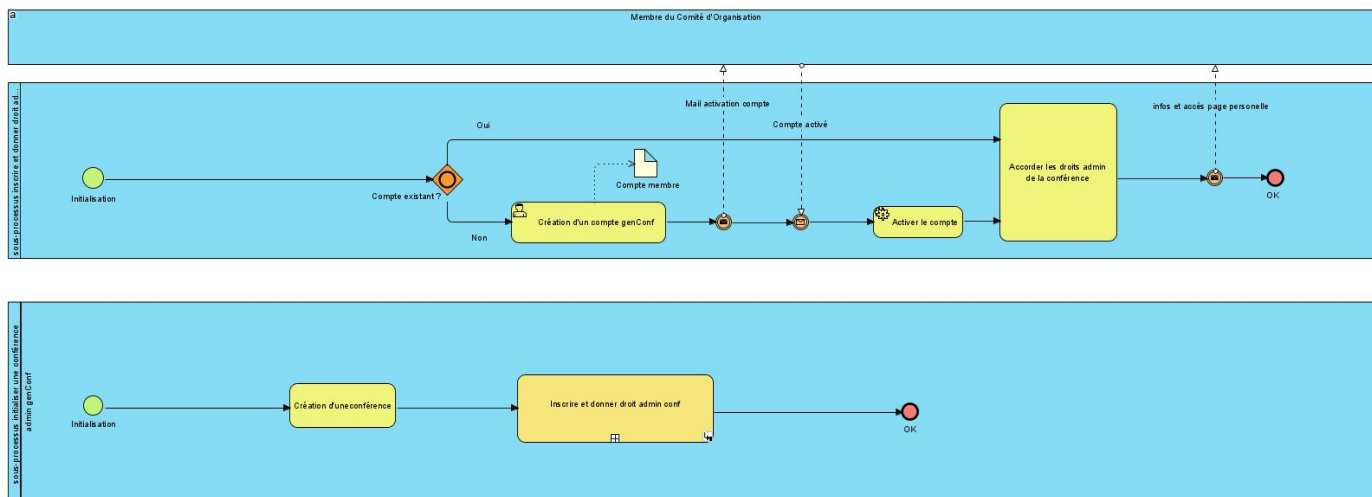 a
Membre du Comité d'Organisation
sous-processus inscrire et donner droit ad...
Mail activation compte
infos et accés page personelle
Oui
Compte activé
Accorder les droits admin
de la conférence
Compte membre
Initialisation
Compte existant ?
OK
Création d'un compte genConf
Activer le compte
Non
sous-processus initialiser une conférence
admin genConf
Création d'uneconférence
Inscrire et donner droit admin conf
Initialisation
OK